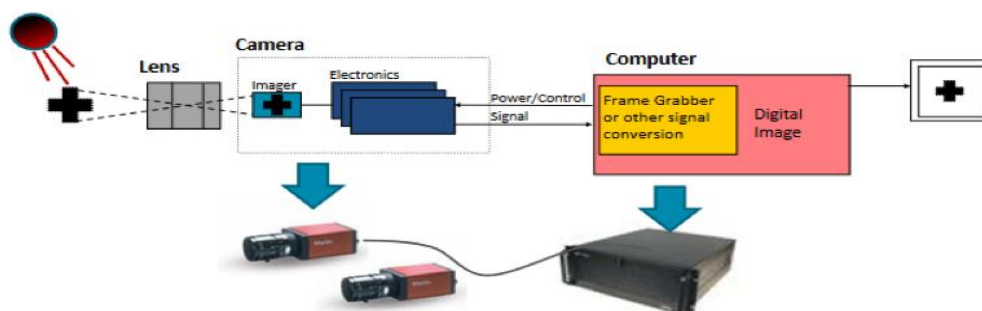 Camera
Lens
Imager
Electronics
Computer
Power/Control
Signal
Frame Grabber
or other signal
conversion
Digital
Image